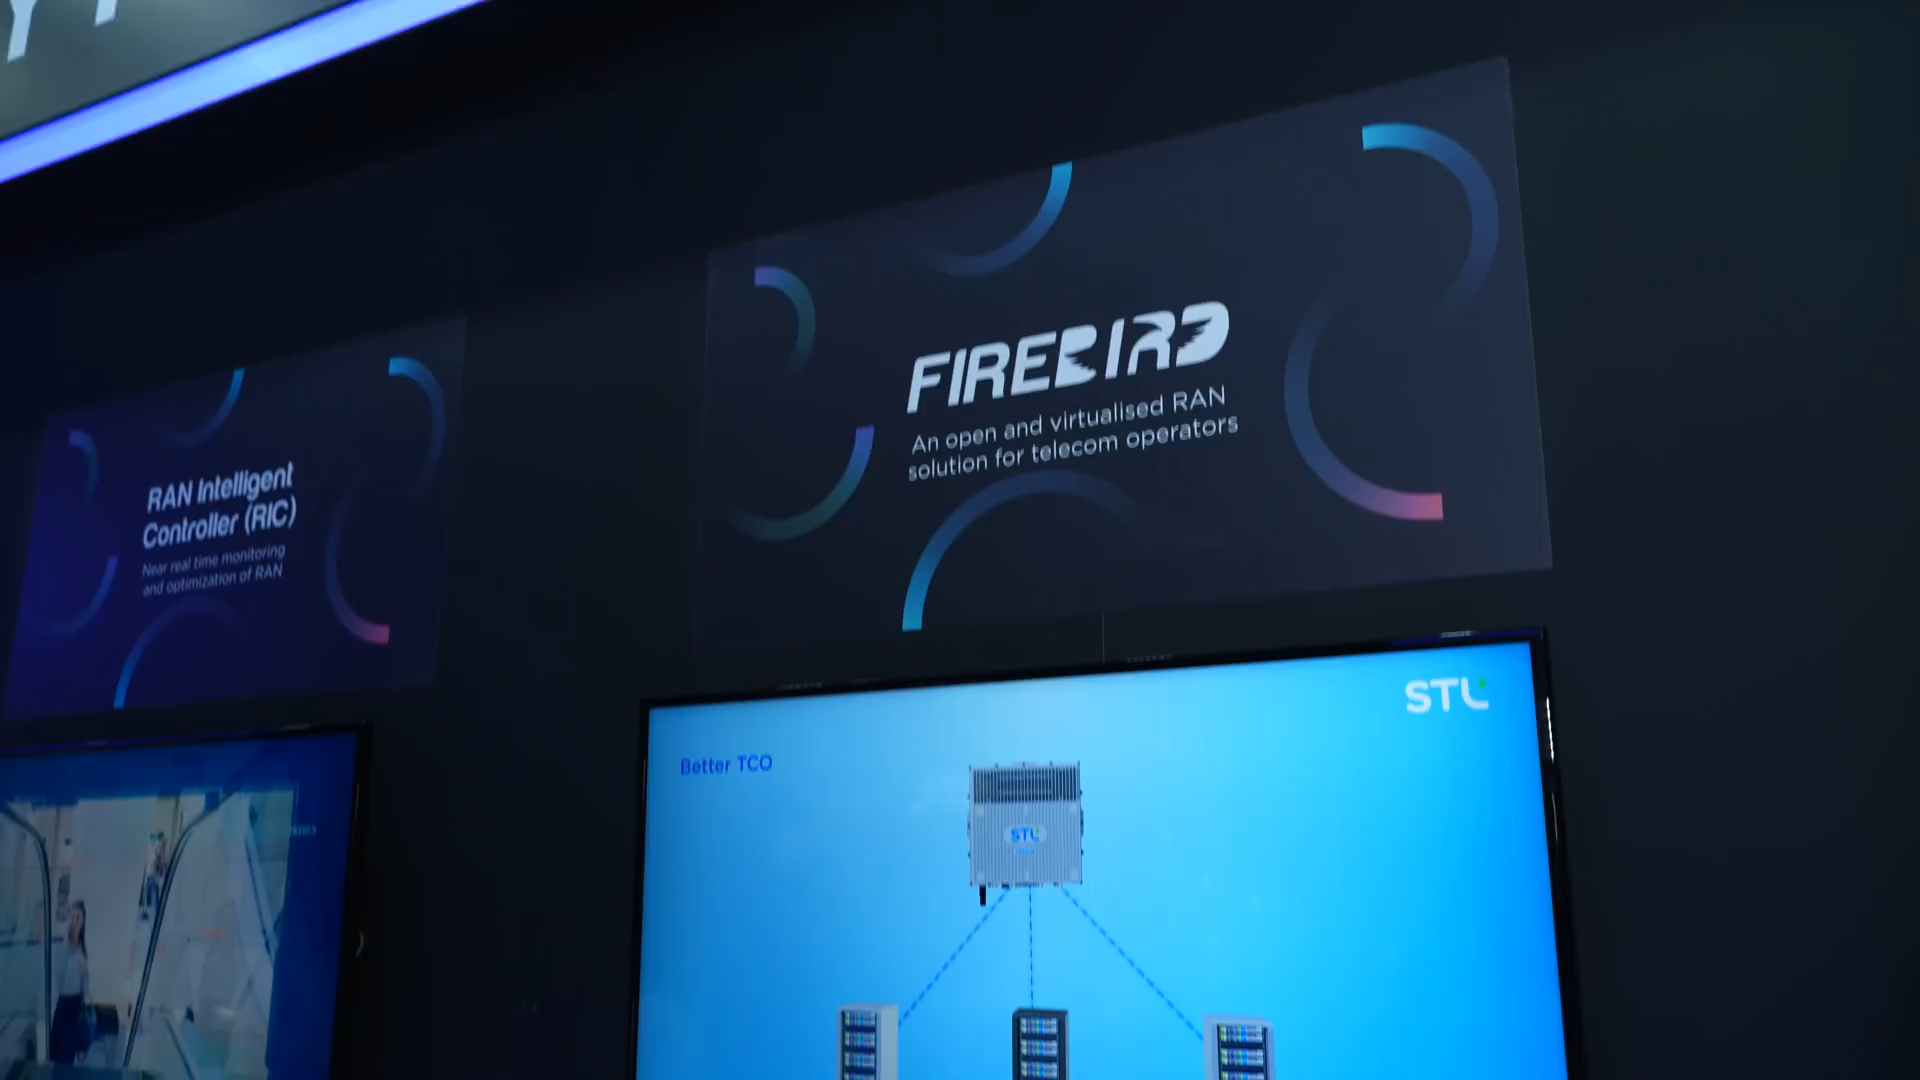 RAN Intelligent
Controller (RIC)
Near real time monitoring
and optimization of RAN
FIREBIRD
An open and virtualised RAN
solution for telecom operators
STL
Better TCO
STL